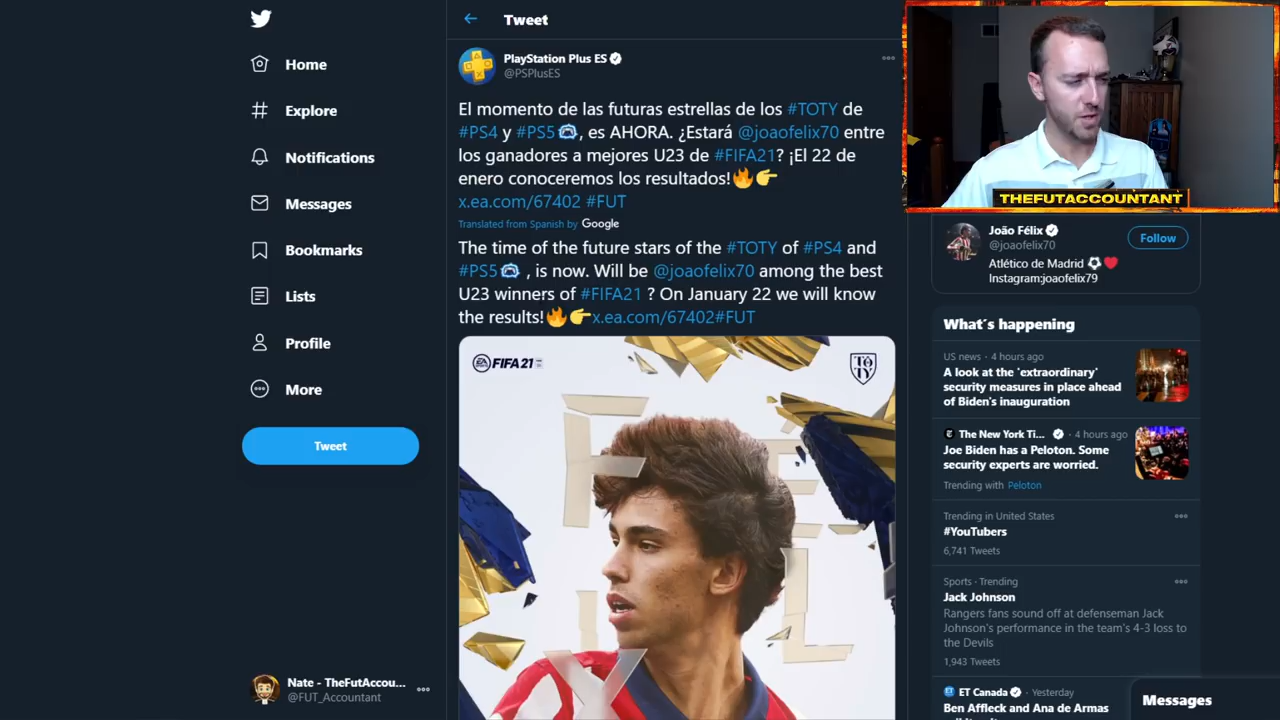 Home
Explore
Notifications
Messages
Bookmarks
Lists
Profile
More
Tweet
Nate - TheFutAccou...
@FUT_Accountant
Tweet
PlayStation Plus ES
@PSPlusES
El momento de las futuras estrellas de los #TOTY de
#PS4 y #PS5, es AHORA. ¿Estará @joaofelix70 entre
los ganadores a mejores U23 de #FIFA21? ¡El 22 de
enero conoceremos los resultados!🔥👉
x.ea.com/67402 #FUT
Translated from Spanish by Google
The time of the future stars of the #TOTY of #PS4 and
#PS5 , is now. Will be @joaofelix70 among the best
U23 winners of #FIFA21 ? On January 22 we will know
the results!🔥👉x.ea.com/67402#FUT
EA SPORTS FIFA 21
TOTY
FELIX
THEFUTACCOUNTANT
João Félix
@joaofelix70
Follow
Atlético de Madrid ⚽❤️
Instagram:joaofelix79
What's happening
US news · 4 hours ago
A look at the 'extraordinary'
security measures in place ahead
of Biden's inauguration
The New York Ti... · 4 hours ago
Joe Biden has a Peloton. Some
security experts are worried.
Trending with Peloton
Trending in United States
#YouTubers
6,741 Tweets
Sports · Trending
Jack Johnson
Rangers fans sound off at defenseman Jack
Johnson's performance in the team's 4-3 loss to
the Devils
1,943 Tweets
ET Canada · Yesterday
Ben Affleck and Ana de Armas
Messages